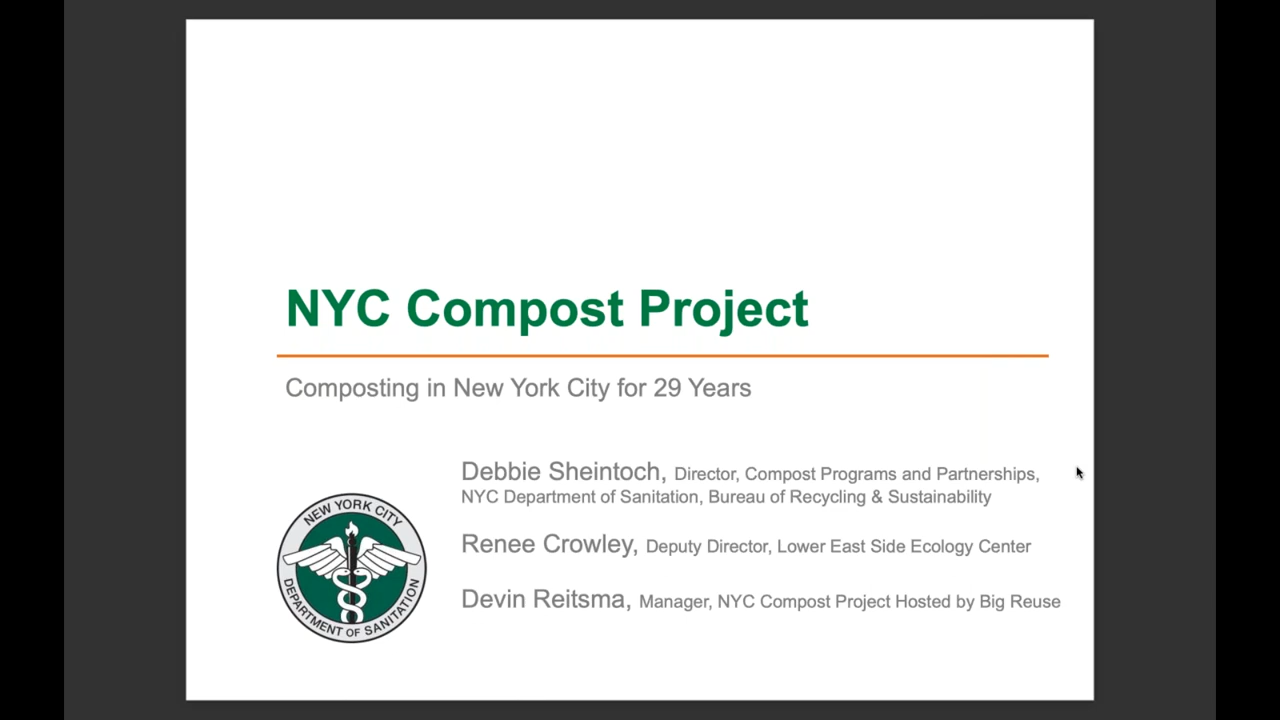 NYC Compost Project
Composting in New York City for 29 Years
Debbie Sheintoch, Director, Compost Programs and Partnerships,
NYC Department of Sanitation, Bureau of Recycling & Sustainability
Renee Crowley, Deputy Director, Lower East Side Ecology Center
Devin Reitsma, Manager, NYC Compost Project Hosted by Big Reuse
NEW YORK CITY
DEPARTMENT OF SANITATION